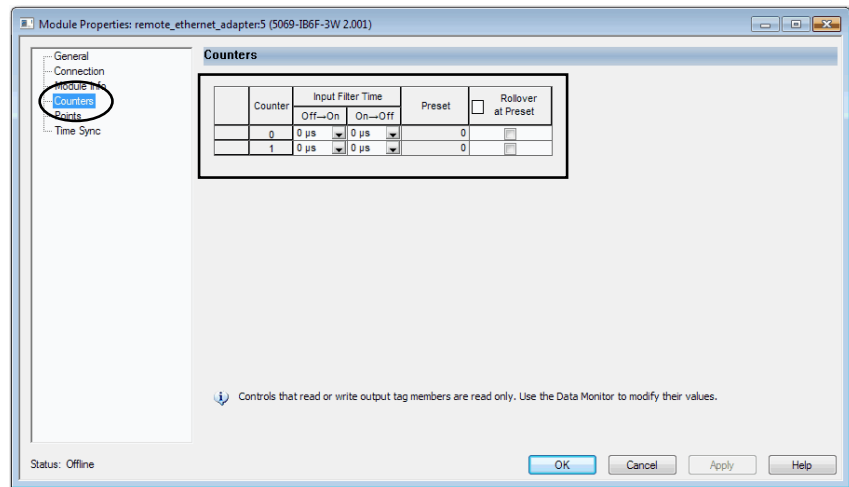 Module Properties: remote_ethernet_adapter:5 (5069-IB6F-3W 2.001)
General
Connection
Module Info
Counters
Points
Time Sync
Counters
Counter
Input Filter Time
Off→On
On→Off
Preset
Rollover at Preset
0 0 µs 0 µs 0
1 0 µs 0 µs 0
Controls that read or write output tag members are read only. Use the Data Monitor to modify their values.
Status: Offline
OK Cancel Apply Help